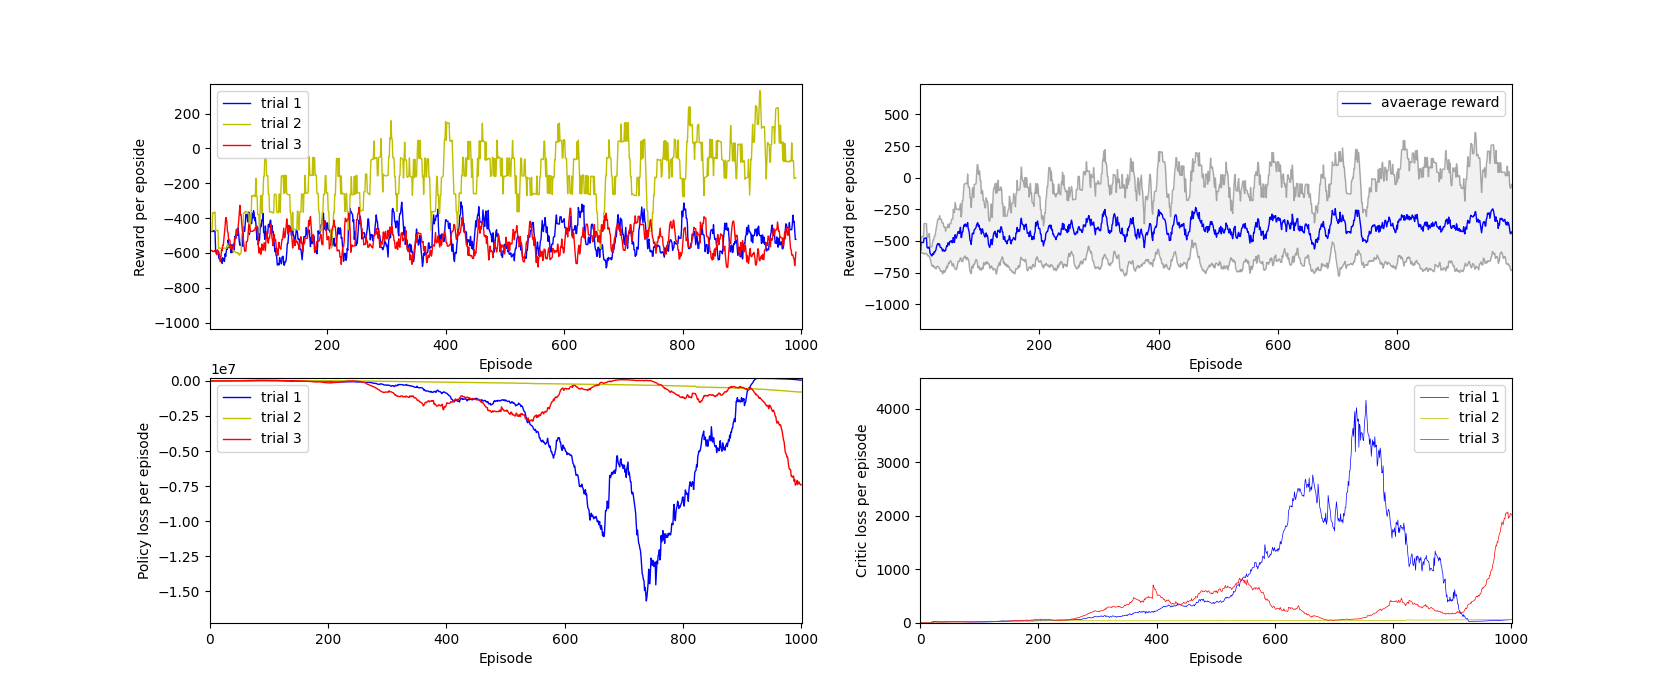 200
0
−200
−400
−600
−800
−1000
Reward per eposide
trial 1
trial 2
trial 3
200
400
600
800
1000
Episode
500
250
0
−250
−500
−750
−1000
Reward per eposide
avaerage reward
200
400
600
800
Episode
1e7
0.00
−0.25
−0.50
−0.75
−1.00
−1.25
−1.50
Policy loss per episode
trial 1
trial 2
trial 3
0
200
400
600
800
1000
Episode
4000
3000
2000
1000
0
Critic loss per episode
trial 1
trial 2
trial 3
0
200
400
600
800
1000
Episode